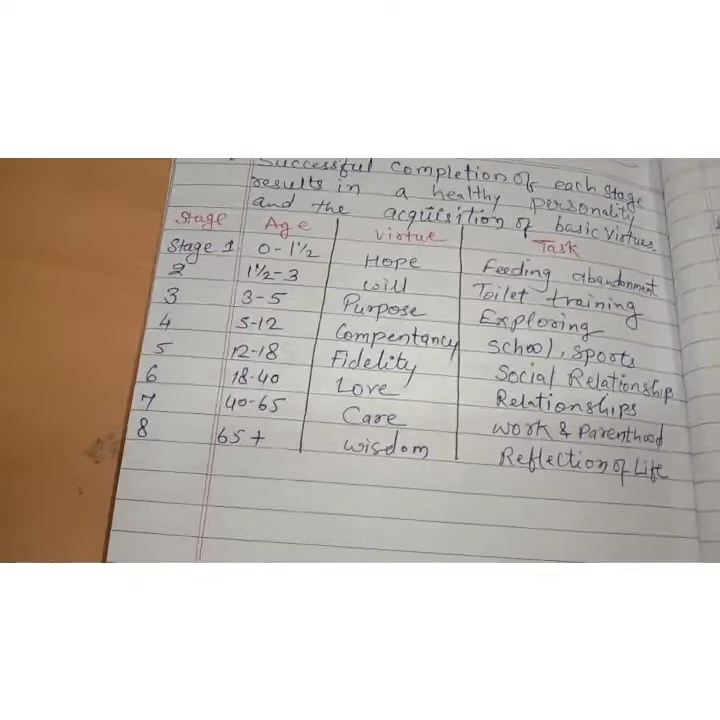 Successful completion of each stage
results in a healthy personality
and the acquisition of basic virtues.
Stage Age virtue Task
Stage 1 0-1½ Hope Feeding abandonment
2 1½-3 will Toilet training
3 3-5 Purpose Exploring
4 5-12 Compentancy School, sports
5 12-18 Fidelity Social Relationship
6 18-40 Love Relationships
7 40-65 Care work & Parenthood
8 65+ wisdom Reflection of Life